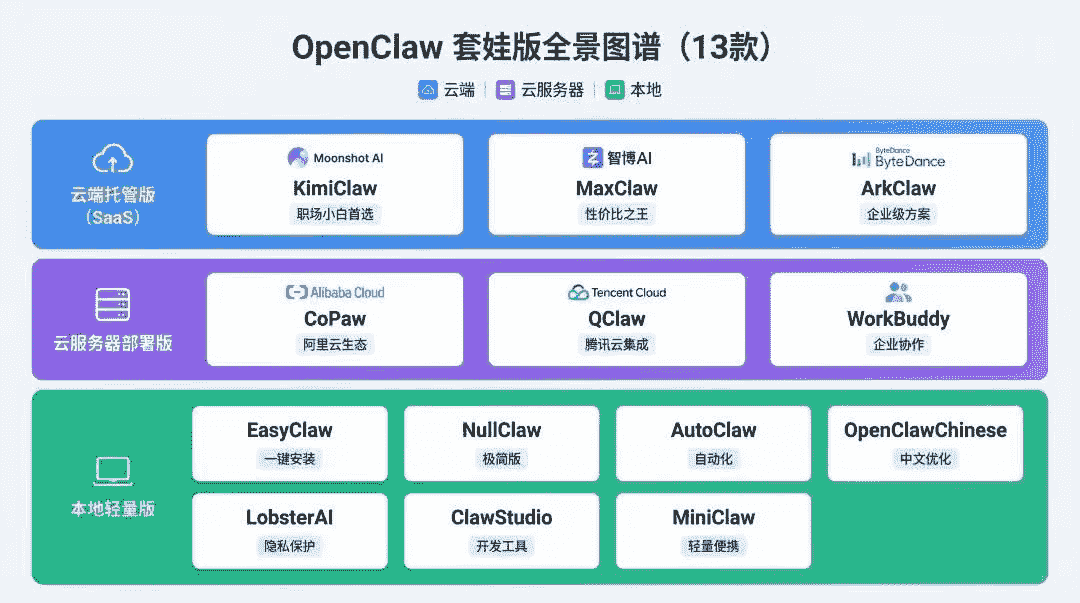 OpenClaw 套娃版全景图谱（13款）
云端 云服务器 本地
云端托管版
（SaaS）
Moonshot AI
KimiClaw
职场小白首选
智博AI
MaxClaw
性价比之王
ByteDance
ByteDance
ArkClaw
企业级方案
云服务器部署版
Alibaba Cloud
CoPaw
阿里云生态
Tencent Cloud
QClaw
腾讯云集成
WorkBuddy
企业协作
本地轻量版
EasyClaw
一键安装
NullClaw
极简版
AutoClaw
自动化
OpenClawChinese
中文优化
LobsterAI
隐私保护
ClawStudio
开发工具
MiniClaw
轻量便携